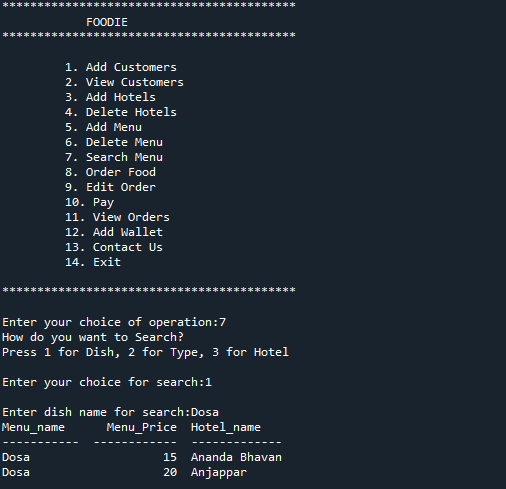 ******************************************
FOODIE
******************************************
1. Add Customers
2. View Customers
3. Add Hotels
4. Delete Hotels
5. Add Menu
6. Delete Menu
7. Search Menu
8. Order Food
9. Edit Order
10. Pay
11. View Orders
12. Add Wallet
13. Contact Us
14. Exit
******************************************
Enter your choice of operation:7
How do you want to Search?
Press 1 for Dish, 2 for Type, 3 for Hotel
Enter your choice for search:1
Enter dish name for search:Dosa
Menu_name      Menu_Price  Hotel_name
-----------  ------------  -------------
Dosa                   15  Ananda Bhavan
Dosa                   20  Anjappar